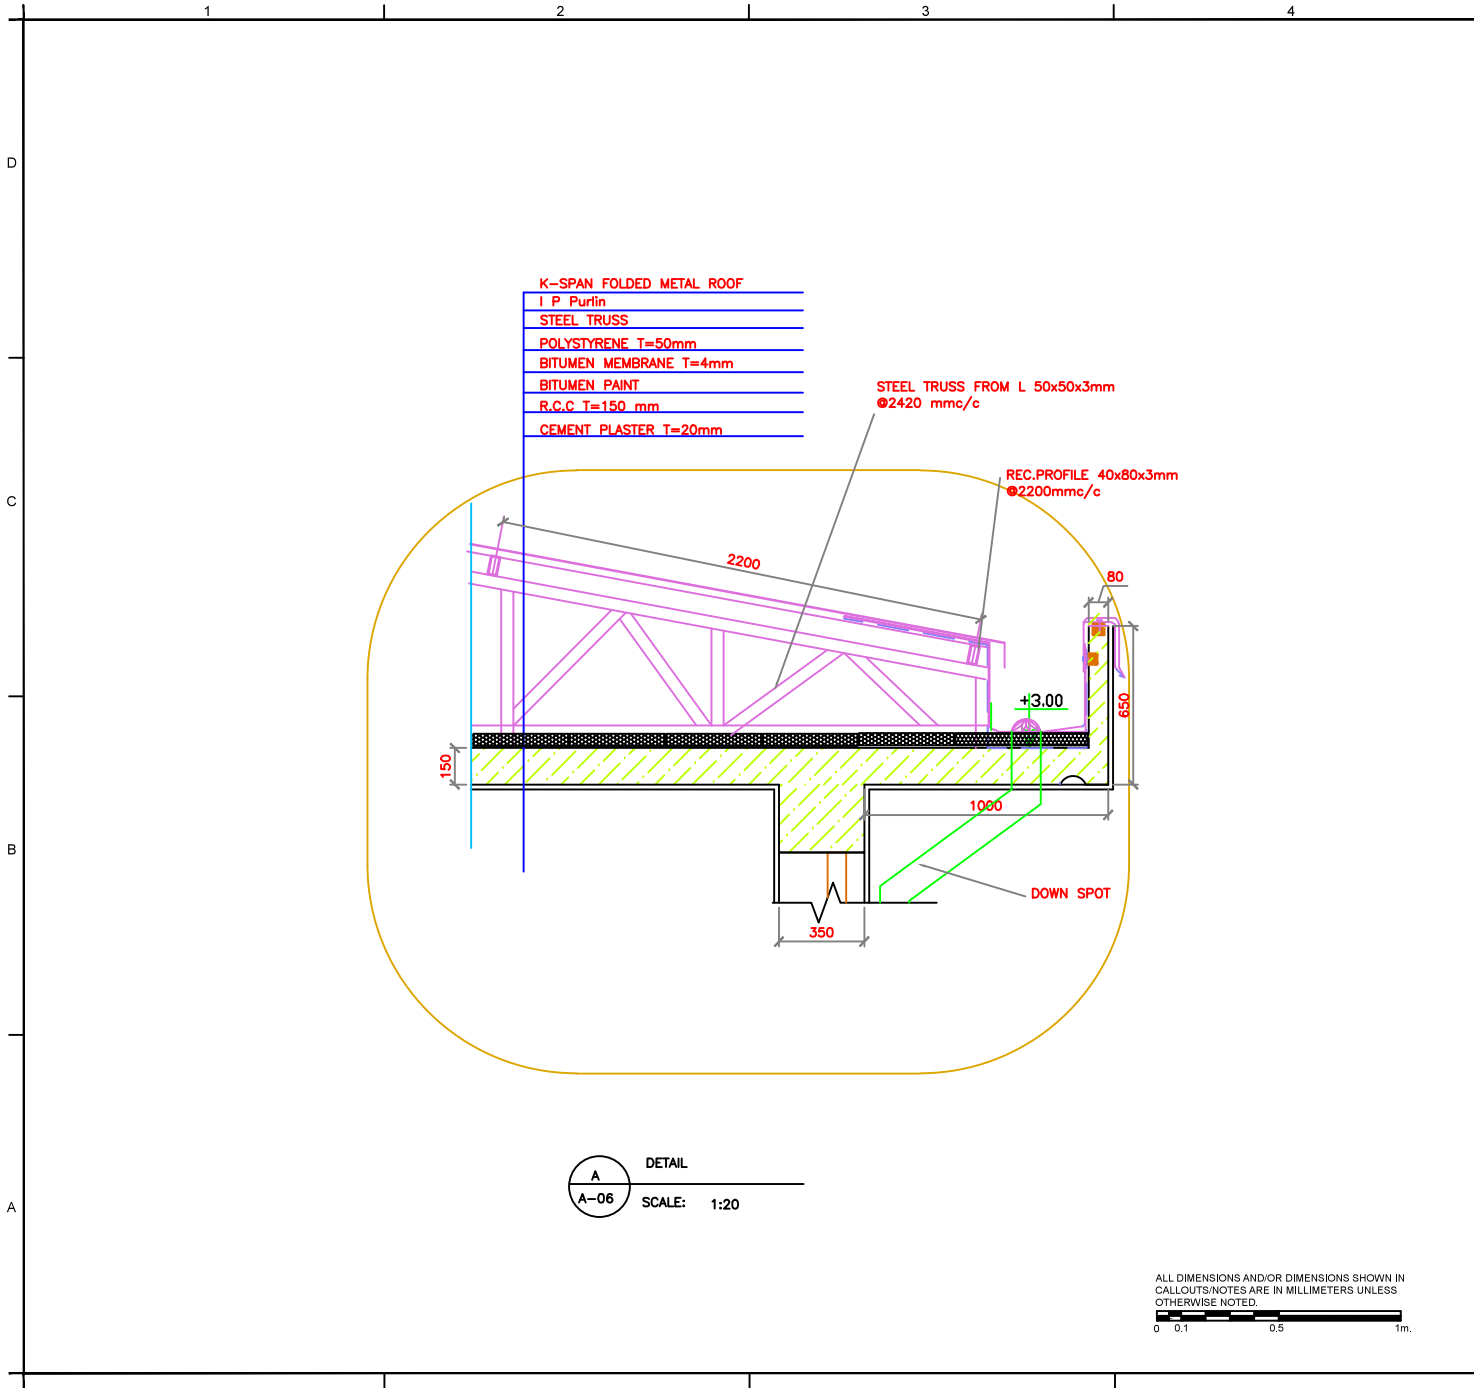 1
2
3
4
D
K-SPAN FOLDED METAL ROOF
I P Purlin
STEEL TRUSS
POLYSTYRENE T=50mm
BITUMEN MEMBRANE T=4mm
BITUMEN PAINT
R.C.C T=150 mm
CEMENT PLASTER T=20mm
STEEL TRUSS FROM L 50x50x3mm
@2420 mmc/c
REC.PROFILE 40x80x3mm
@2200mmc/c
C
2200
80
+3.00
650
150
1000
B
DOWN SPOT
350
A
DETAIL
A
A-06
SCALE: 1:20
ALL DIMENSIONS AND/OR DIMENSIONS SHOWN IN
CALLOUTS/NOTES ARE IN MILLIMETERS UNLESS
OTHERWISE NOTED.
0 0.1 0.5 1m.